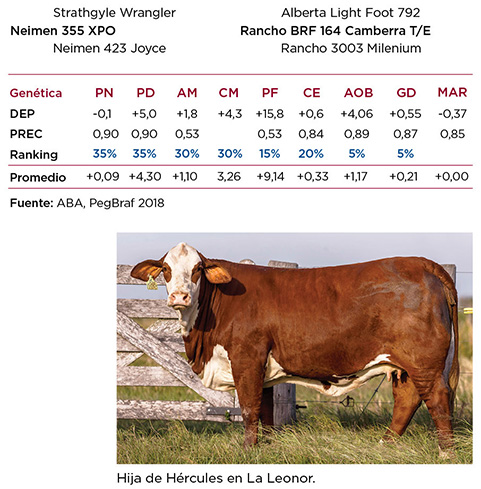 Strathgyle Wrangler Alberta Light Foot 792
Neimen 355 XPO Rancho BRF 164 Camberra T/E
Neimen 423 Joyce Rancho 3003 Milenium
Genética PN PD AM CM PF CE AOB GD MAR
DEP -0,1 +5,0 +1,8 +4,3 +15,8 +0,6 +4,06 +0,55 -0,37
PREC 0,90 0,90 0,53 0,53 0,84 0,89 0,87 0,85
Ranking 35% 35% 30% 30% 15% 20% 5% 5%
Promedio +0,09 +4,30 +1,10 3,26 +9,14 +0,33 +1,17 +0,21 +0,00
Fuente: ABA, PegBraf 2018
Hija de Hércules en La Leonor.